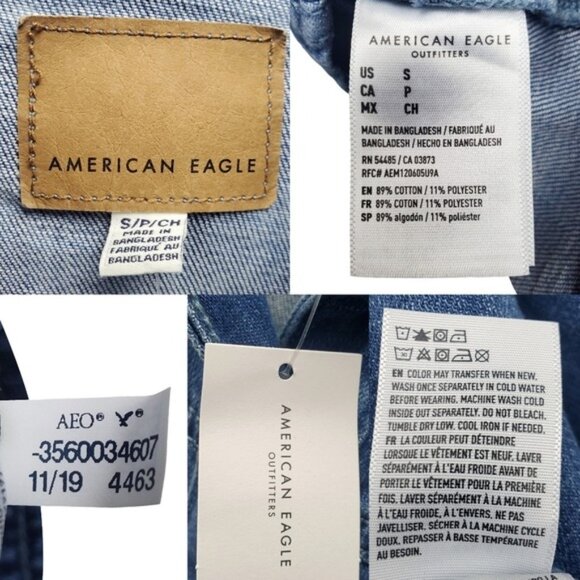 AMERICAN EAGLE
S/P/CH
MADE IN
BANGLADESH
FABRIQUÉ AU
BANGLADESH
AMERICAN EAGLE
OUTFITTERS
US S
CA P
MX CH
MADE IN BANGLADESH / FABRIQUÉ AU
BANGLADESH / HECHO EN BANGLADESH
RN 54485 / CA 03873
RFC# AEM120605U9A
EN 89% COTTON / 11% POLYESTER
FR 89% COTON / 11% POLYESTER
SP 89% algodón / 11% poliéster
AEO®
-3560034607
11/19 4463
AMERICAN EAGLE
OUTFITTERS
EN COLOR MAY TRANSFER WHEN NEW.
WASH ONCE SEPARATELY IN COLD WATER
BEFORE WEARING. MACHINE WASH COLD
INSIDE OUT SEPARATELY. DO NOT BLEACH.
TUMBLE DRY LOW. COOL IRON IF NEEDED.
FR LA COULEUR PEUT DÉTEINDRE
LORSQUE LE VÊTEMENT EST NEUF. LAVER
SÉPARÉMENT À L'EAU FROIDE AVANT DE
PORTER LE VÊTEMENT POUR LA PREMIÈRE
FOIS. LAVER SÉPARÉMENT À LA MACHINE
À L'EAU FROIDE, À L'ENVERS. NE PAS
JAVELLISER. SÉCHER À LA MACHINE CYCLE
DOUX. REPASSER À BASSE TEMPÉRATURE
AU BESOIN.